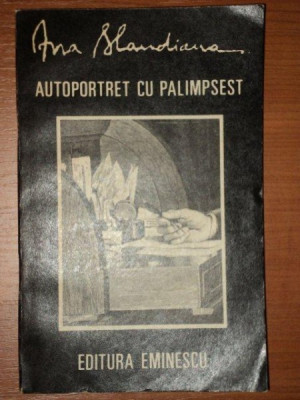 Ana Blandiana
AUTOPORTRET CU PALIMPSEST
EDITURA EMINESCU